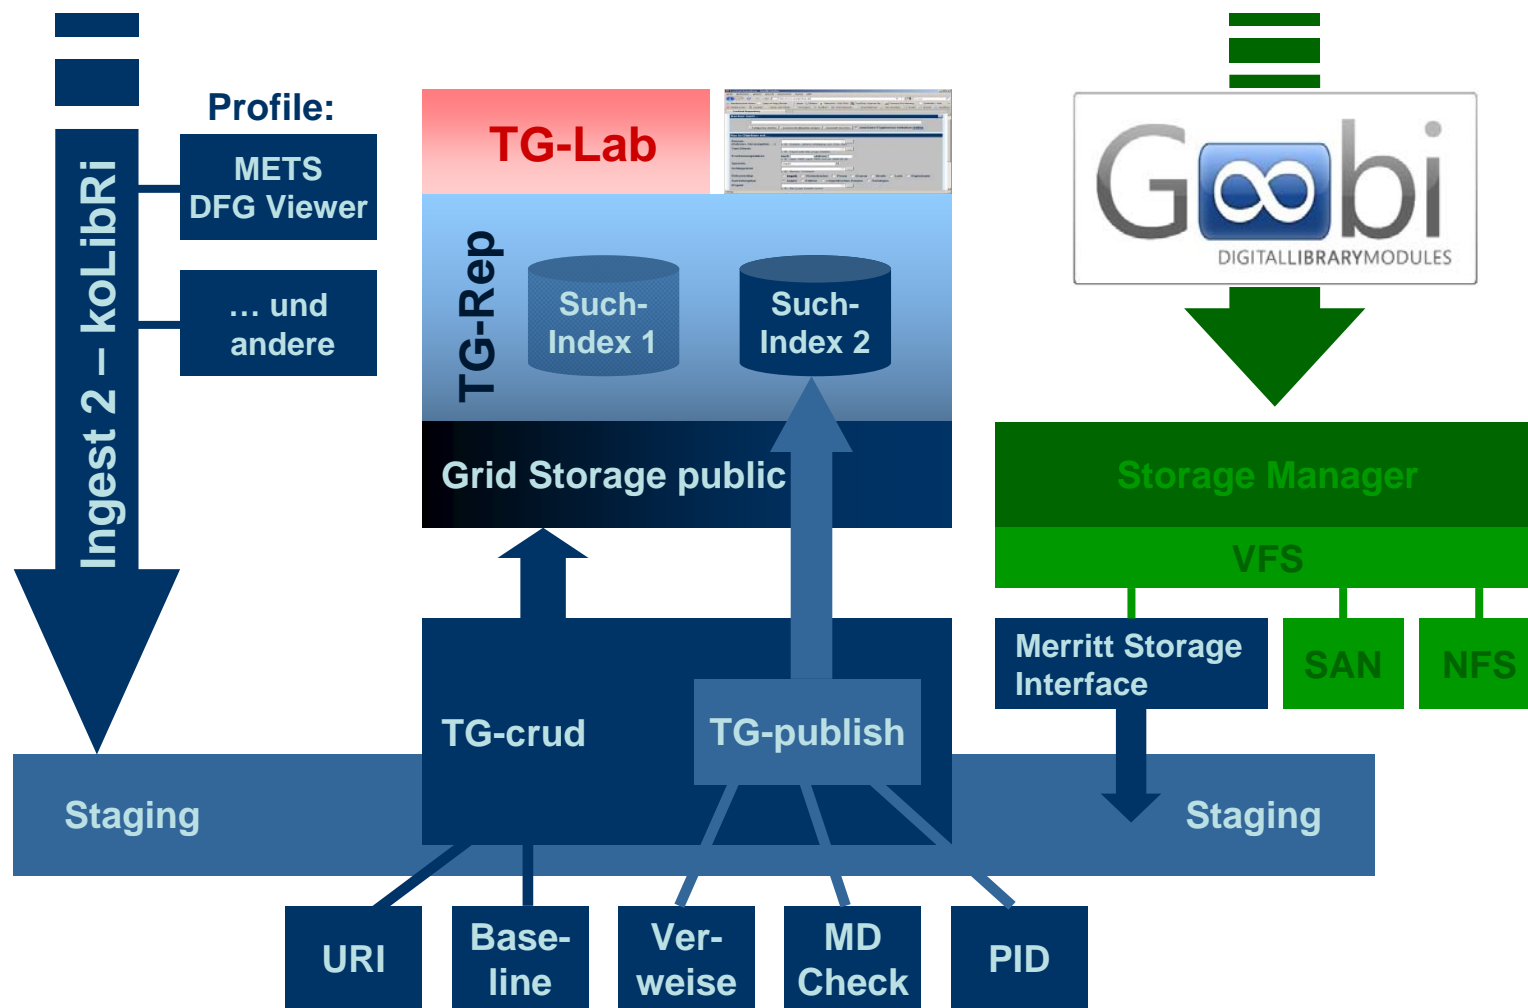 Profile:
METS
DFG Viewer
… und
andere
Ingest 2 – koLibRi
TG-Lab
TG-Rep
Such-
Index 1
Such-
Index 2
Grid Storage public
TG-crud
TG-publish
Staging
URI
Base-
line
Ver-
weise
MD
Check
PID
Goobi
DIGITALLIBRARYMODULES
Storage Manager
VFS
Merritt Storage
Interface
SAN
NFS
Staging